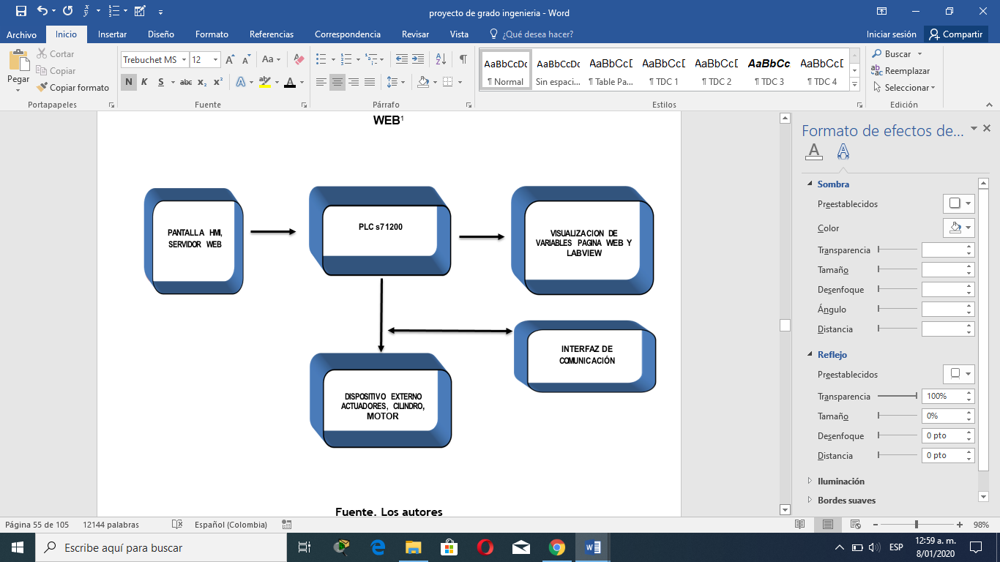 proyecto de grado ingenieria - Word
Archivo Inicio Insertar Diseño Formato Referencias Correspondencia Revisar Vista ¿Qué desea hacer? Iniciar sesión Compartir
Pegar
Cortar
Copiar
Copiar formato
Portapapeles
Trebuchet MS 12
N K S abc x₂ x²
Fuente
Párrafo
AaBbCcDc AaBbCcDc AaBbCcD AaBbCcD AaBbCcD AaBbCc AaBbCcD
¶ Normal Sin espaci... ¶ Table Pa... ¶ TDC 1 ¶ TDC 2 ¶ TDC 3 ¶ TDC 4
Estilos
Buscar
Reemplazar
Seleccionar
Edición
WEB¹
PANTALLA HMI,
SERVIDOR WEB
PLC s71200
VISUALIZACION DE
VARIABLES PAGINA WEB Y
LABVIEW
INTERFAZ DE
COMUNICACIÓN
DISPOSITIVO EXTERNO
ACTUADORES, CILINDRO,
MOTOR
Fuente. Los autores
Formato de efectos de...
Sombra
Preestablecidos
Color
Transparencia
Tamaño
Desenfoque
Ángulo
Distancia
Reflejo
Preestablecidos
Transparencia 100%
Tamaño 0%
Desenfoque 0 pto
Distancia 0 pto
Iluminación
Bordes suaves
Página 55 de 105 12144 palabras Español (Colombia) 98%
Escribe aquí para buscar
ESP
12:59 a. m.
8/01/2020